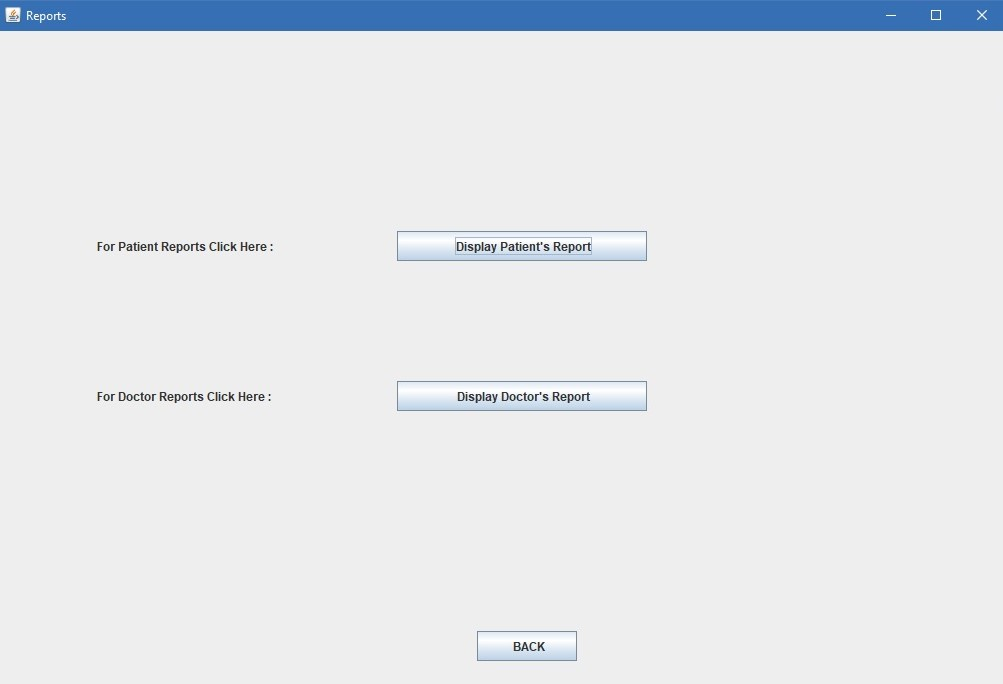 Reports
For Patient Reports Click Here :
Display Patient's Report
For Doctor Reports Click Here :
Display Doctor's Report
BACK